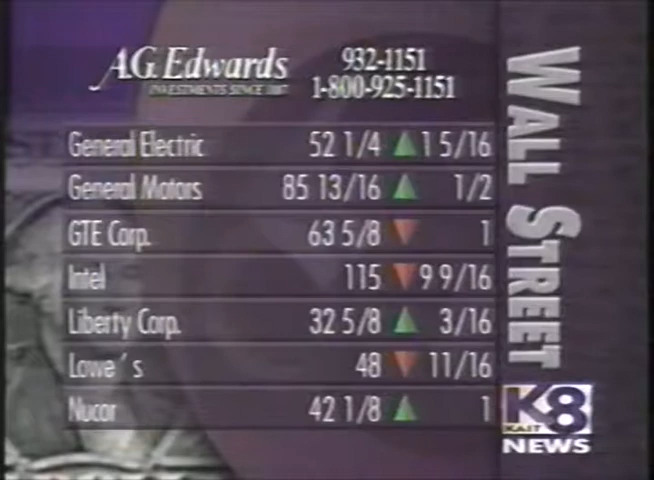 A.G. Edwards
INVESTMENTS SINCE 1887
932-1151
1-800-925-1151
General Electric 52 1/4 ▲ 1 5/16
General Motors 85 13/16 ▲ 1/2
GTE Corp. 63 5/8 ▼ 1
Intel 115 ▼ 9 9/16
Liberty Corp. 32 5/8 ▲ 3/16
Lowe's 48 ▼ 11/16
Nucor 42 1/8 ▲ 1
WALL STREET
K8
KAIT
NEWS